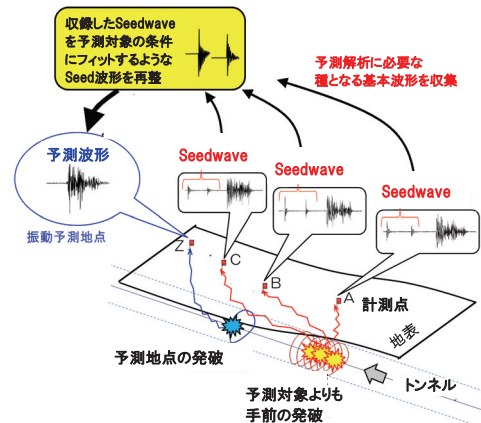 収録したSeedwave
を予測対象の条件
にフィットするような
Seed波形を再整
予測解析に必要な
種となる基本波形を収集
予測波形
Seedwave
Seedwave
Seedwave
振動予測地点
Z
C
B
A
計測点
地表
予測地点の発破
トンネル
予測対象よりも
手前の発破